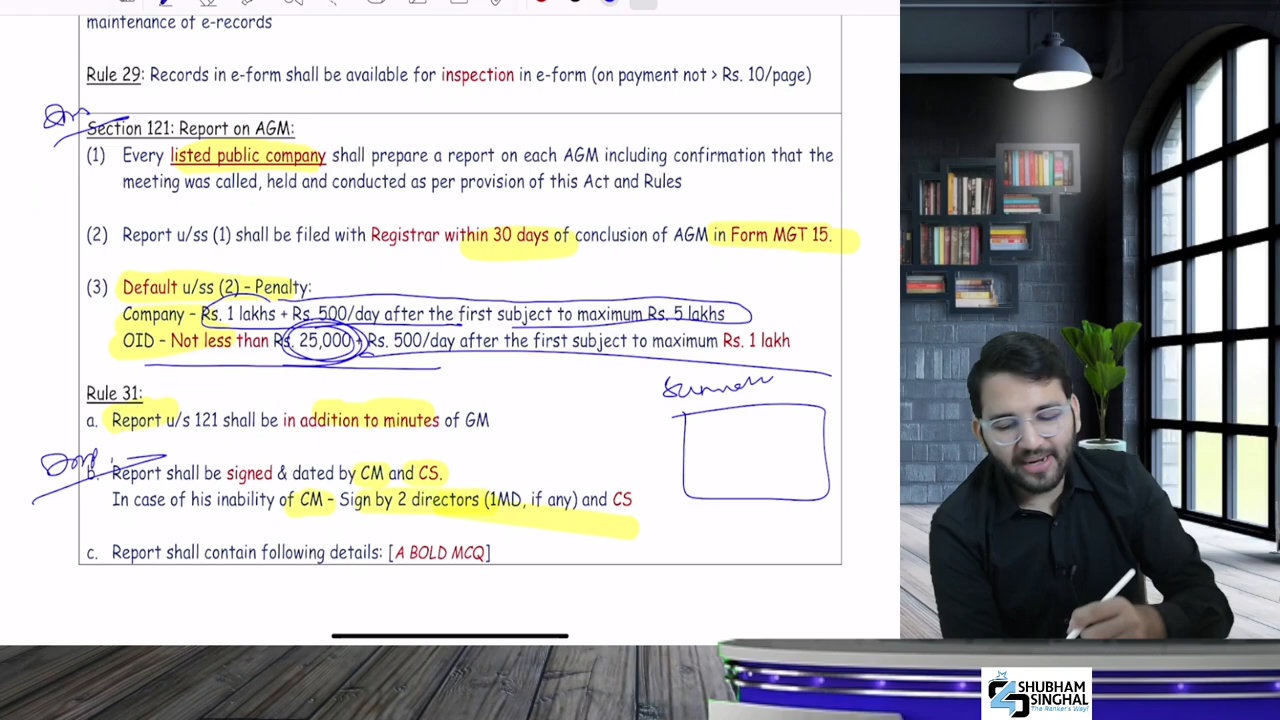 maintenance of e-records
Rule 29: Records in e-form shall be available for inspection in e-form (on payment not > Rs. 10/page)
Section 121: Report on AGM:
(1) Every listed public company shall prepare a report on each AGM including confirmation that the
meeting was called, held and conducted as per provision of this Act and Rules
(2) Report u/ss (1) shall be filed with Registrar within 30 days of conclusion of AGM in Form MGT 15.
(3) Default u/ss (2) - Penalty:
Company - Rs. 1 lakhs + Rs. 500/day after the first subject to maximum Rs. 5 lakhs
OID - Not less than Rs. 25,000 + Rs. 500/day after the first subject to maximum Rs. 1 lakh
Rule 31:
a. Report u/s 121 shall be in addition to minutes of GM
b. Report shall be signed & dated by CM and CS.
In case of his inability of CM - Sign by 2 directors (1MD, if any) and CS
c. Report shall contain following details: [A BOLD MCQ]
SHUBHAM
SINGHAL
The Ranker's Way!